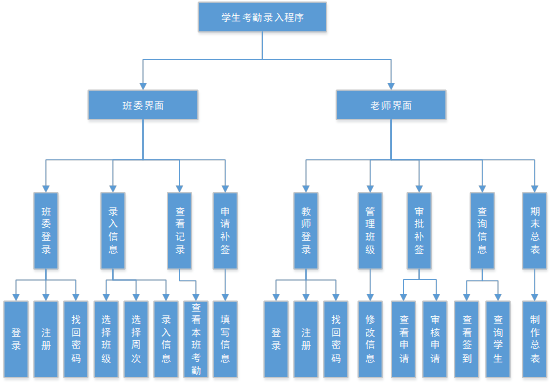 学生考勤录入程序
班委界面
老师界面
班委登录
录入信息
查看记录
申请补签
教师登录
管理班级
审批补签
查询信息
期末总表
登录
注册
找回密码
选择班级
选择周次
录入信息
查看本班考勤
填写信息
登录
注册
找回密码
修改信息
查看申请
审核申请
查看签到
查询学生
制作总表